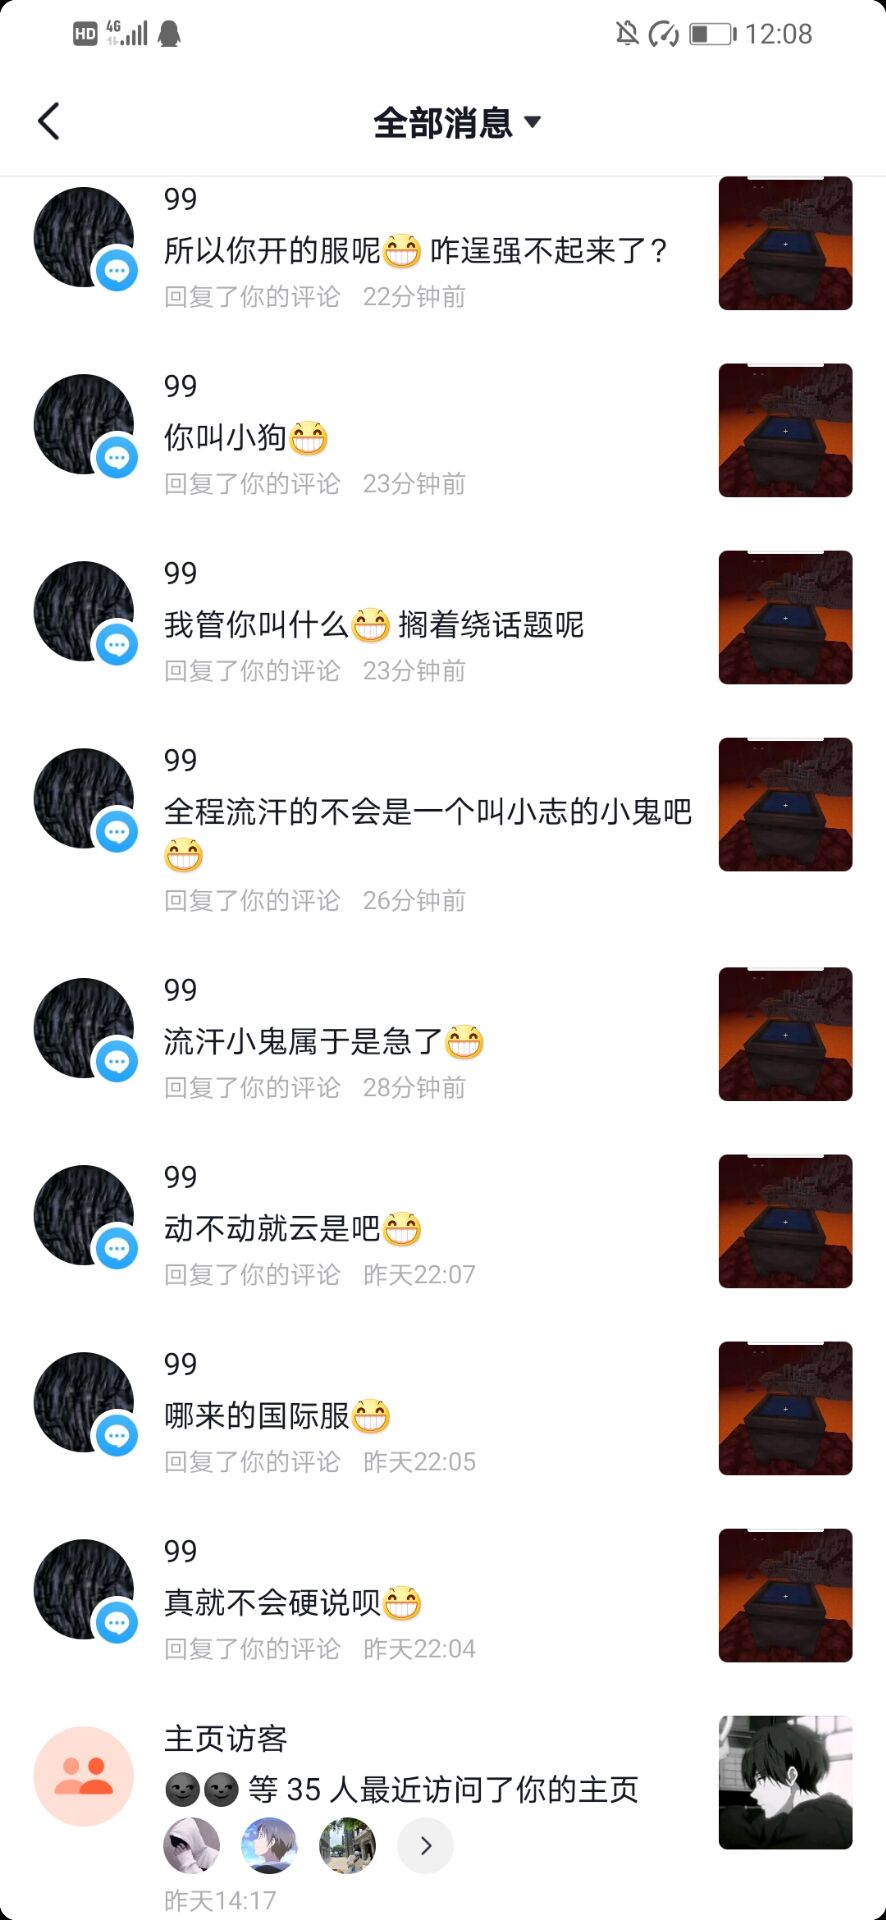 HD 4G 12:08
全部消息
99
所以你开的服呢😁 咋逞强不起来了?
回复了你的评论 22分钟前
99
你叫小狗😁
回复了你的评论 23分钟前
99
我管你叫什么😁 搁着绕话题呢
回复了你的评论 23分钟前
99
全程流汗的不会是一个叫小志的小鬼吧
😁
回复了你的评论 26分钟前
99
流汗小鬼属于是急了😁
回复了你的评论 28分钟前
99
动不动就云是吧😁
回复了你的评论 昨天22:07
99
哪来的国际服😁
回复了你的评论 昨天22:05
99
真就不会硬说呗😁
回复了你的评论 昨天22:04
主页访客
🌚🌚 等 35 人最近访问了你的主页
昨天14:17